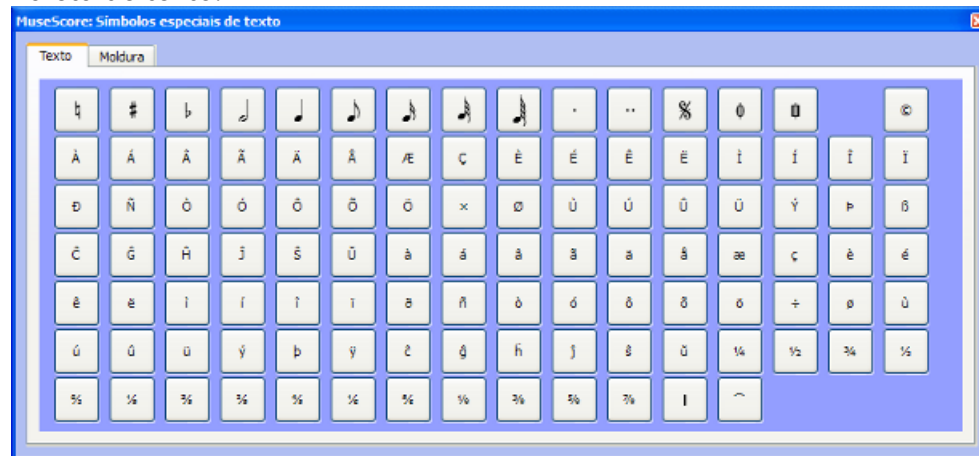 MuseScore: Símbolos especiais de texto
Texto Moldura
♮ ♯ ♭ 𝅗𝅥 𝅘𝅥 𝅘𝅥𝅮 𝅘𝅥𝅯 𝅘𝅥𝅰 𝅘𝅥𝅱 . .. 𝄋 ©
À Á Â Ã Ä Å Æ Ç È É Ê Ë Ì Í Î Ï
Ð Ñ Ò Ó Ô Õ Ö × Ø Ù Ú Û Ü Ý Þ ß
Ĉ Ĝ Ĥ Ĵ Ŝ Ŭ à á â ã ä å æ ç è é
ê ë ì í î ï ð ñ ò ó ô õ ö ÷ ø ù
ú û ü ý þ ÿ ĉ ĝ ĥ ĵ ŝ ŭ ¼ ½ ¾